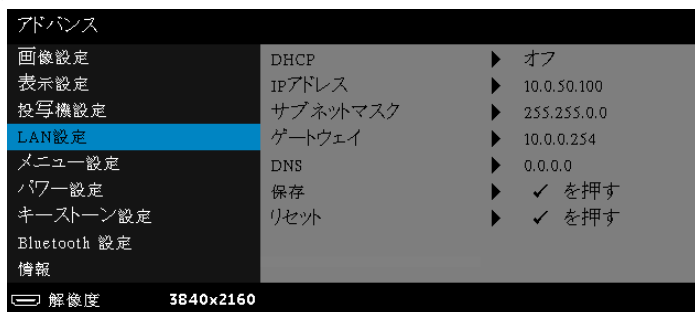 アドバンス
画像設定
表示設定
投写機設定
LAN設定
メニュー設定
パワー設定
キーストーン設定
Bluetooth 設定
情報
DHCP オフ
IPアドレス 10.0.50.100
サブネットマスク 255.255.0.0
ゲートウェイ 10.0.0.254
DNS 0.0.0.0
保存 ✓ を押す
リセット ✓ を押す
解像度 3840x2160